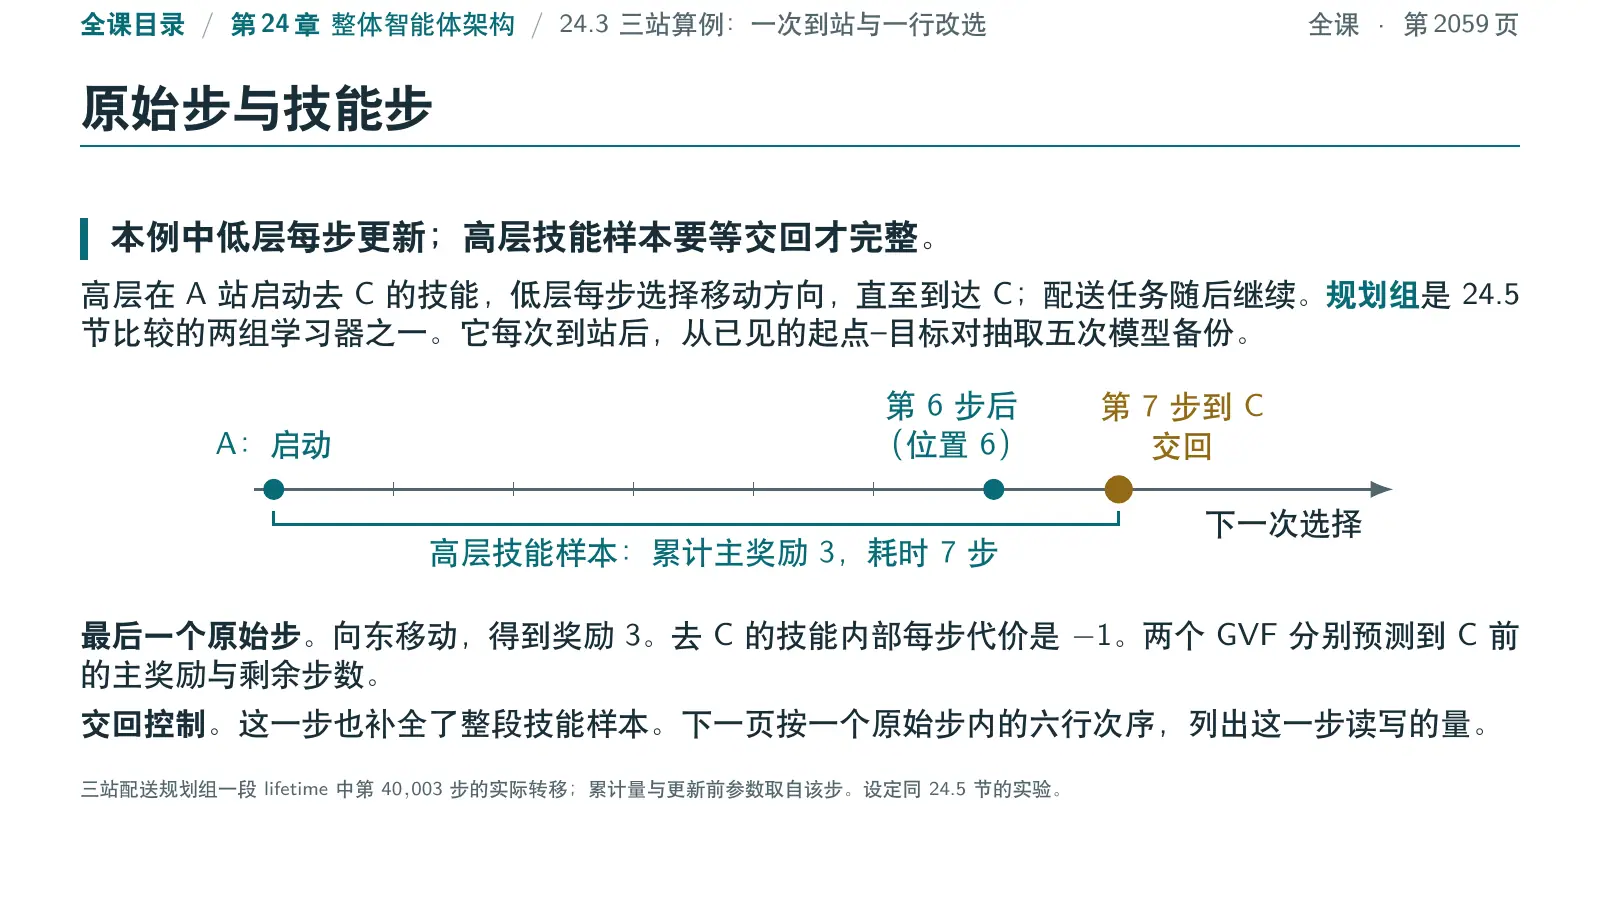 全课目录 / 第 24 章 整体智能体架构 / 24.3 三站算例：一次到站与一行改选
全课 · 第 2059 页
原始步与技能步
本例中低层每步更新；高层技能样本要等交回才完整。
高层在 A 站启动去 C 的技能，低层每步选择移动方向，直至到达 C；配送任务随后继续。规划组是 24.5
节比较的两组学习器之一。它每次到站后，从已见的起点–目标对抽取五次模型备份。
第 6 步后
（位置 6）
第 7 步到 C
交回
A：启动
下一次选择
高层技能样本：累计主奖励 3，耗时 7 步
最后一个原始步。向东移动，得到奖励 3。去 C 的技能内部每步代价是 −1。两个 GVF 分别预测到 C 前
的主奖励与剩余步数。
交回控制。这一步也补全了整段技能样本。下一页按一个原始步内的六行次序，列出这一步读写的量。
三站配送规划组一段 lifetime 中第 40,003 步的实际转移；累计量与更新前参数取自该步。设定同 24.5 节的实验。